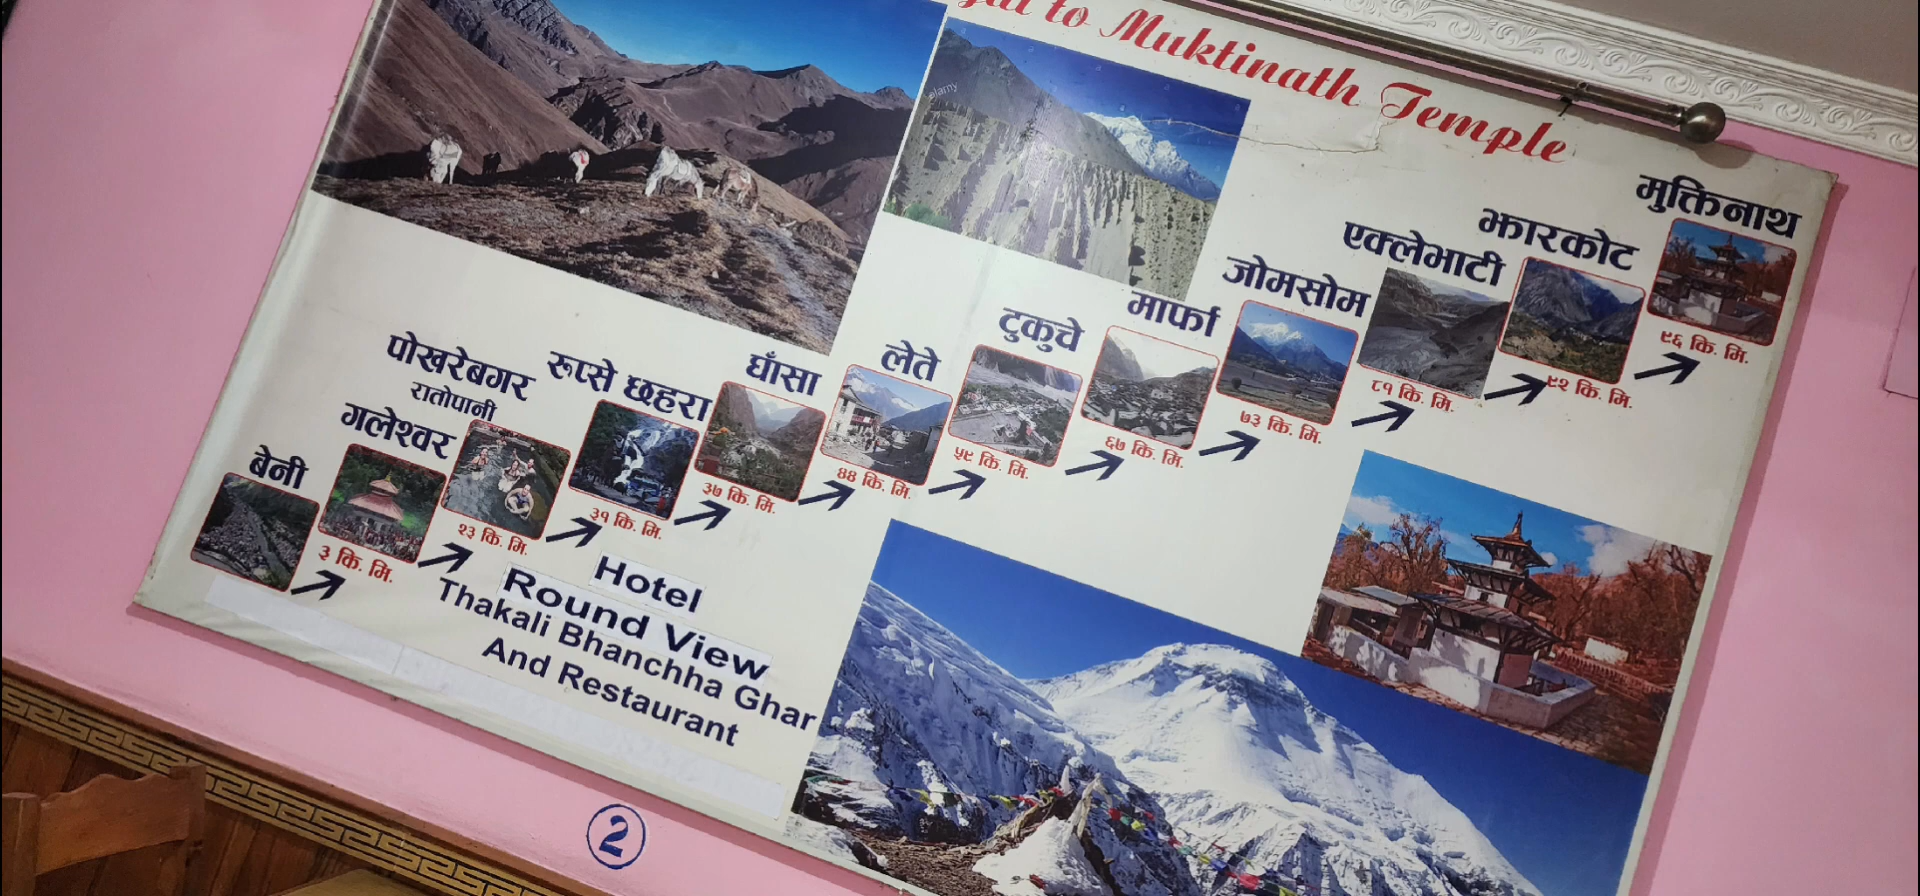 to Muktinath Temple
alamy
मुक्तिनाथ
झारकोट
एक्लेभाटी
जोमसोम
मार्फा
टुकुचे
लेते
घाँसा
रुप्से छहरा
पोखरेबगर
रातोपानी
गलेश्वर
बेनी
३ कि. मि.
२३ कि. मि.
३१ कि. मि.
३७ कि. मि.
४४ कि. मि.
५९ कि. मि.
६७ कि. मि.
७३ कि. मि.
८१ कि. मि.
९२ कि. मि.
९६ कि. मि.
Hotel
Round View
Thakali Bhanchha Ghar
And Restaurant
2